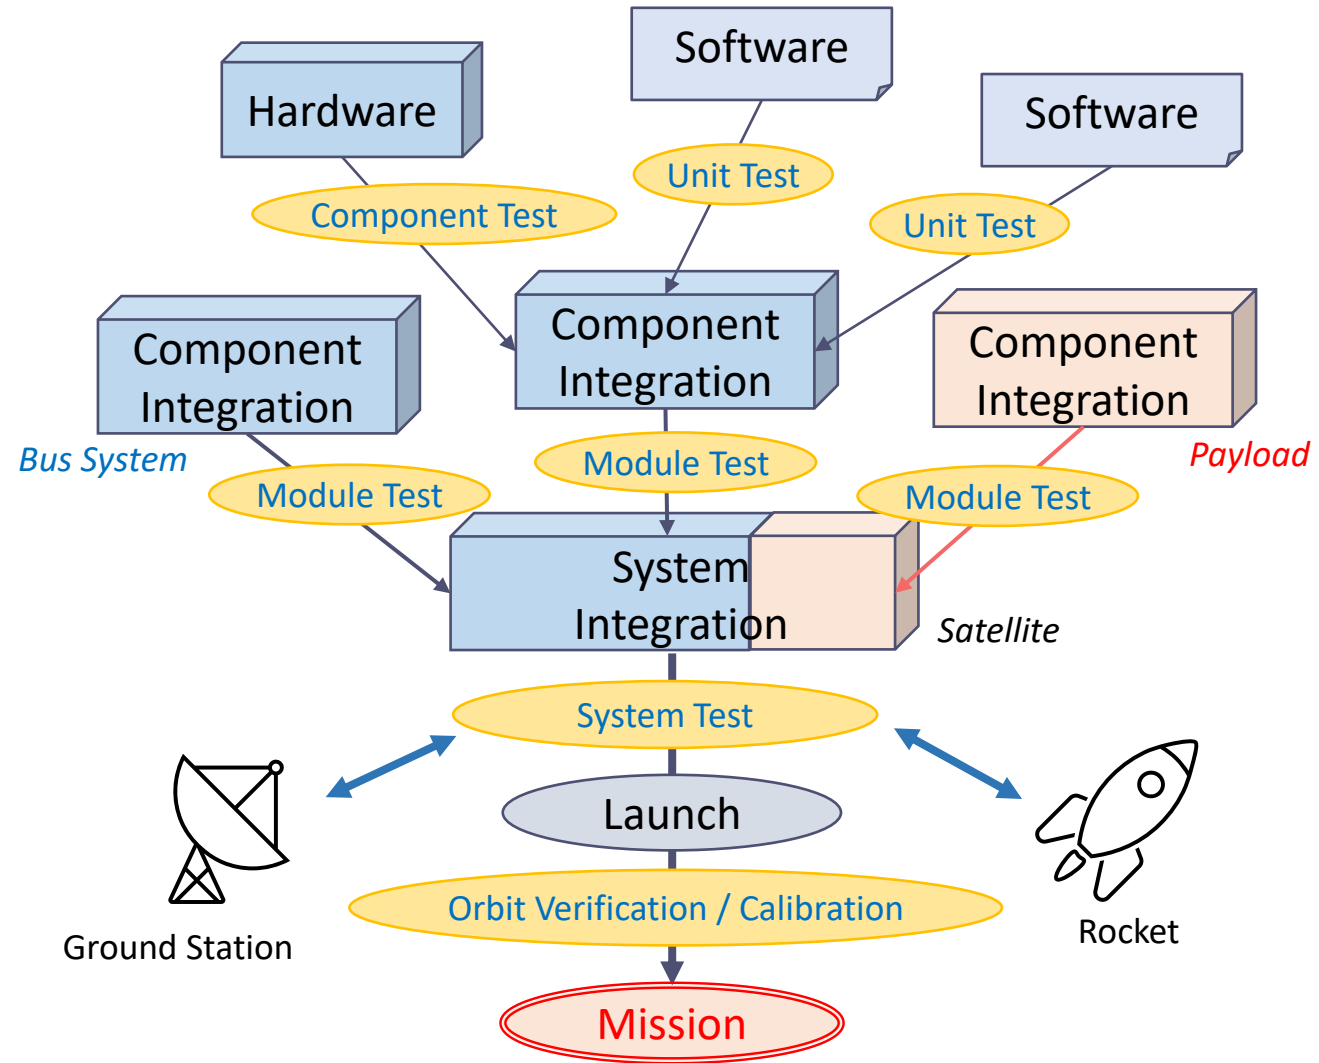 Software
Hardware
Software
Unit Test
Component Test
Unit Test
Component
Integration
Component
Integration
Component
Integration
Bus System
Payload
Module Test
Module Test
Module Test
System
Integration
Satellite
System Test
Launch
Orbit Verification / Calibration
Ground Station
Rocket
Mission